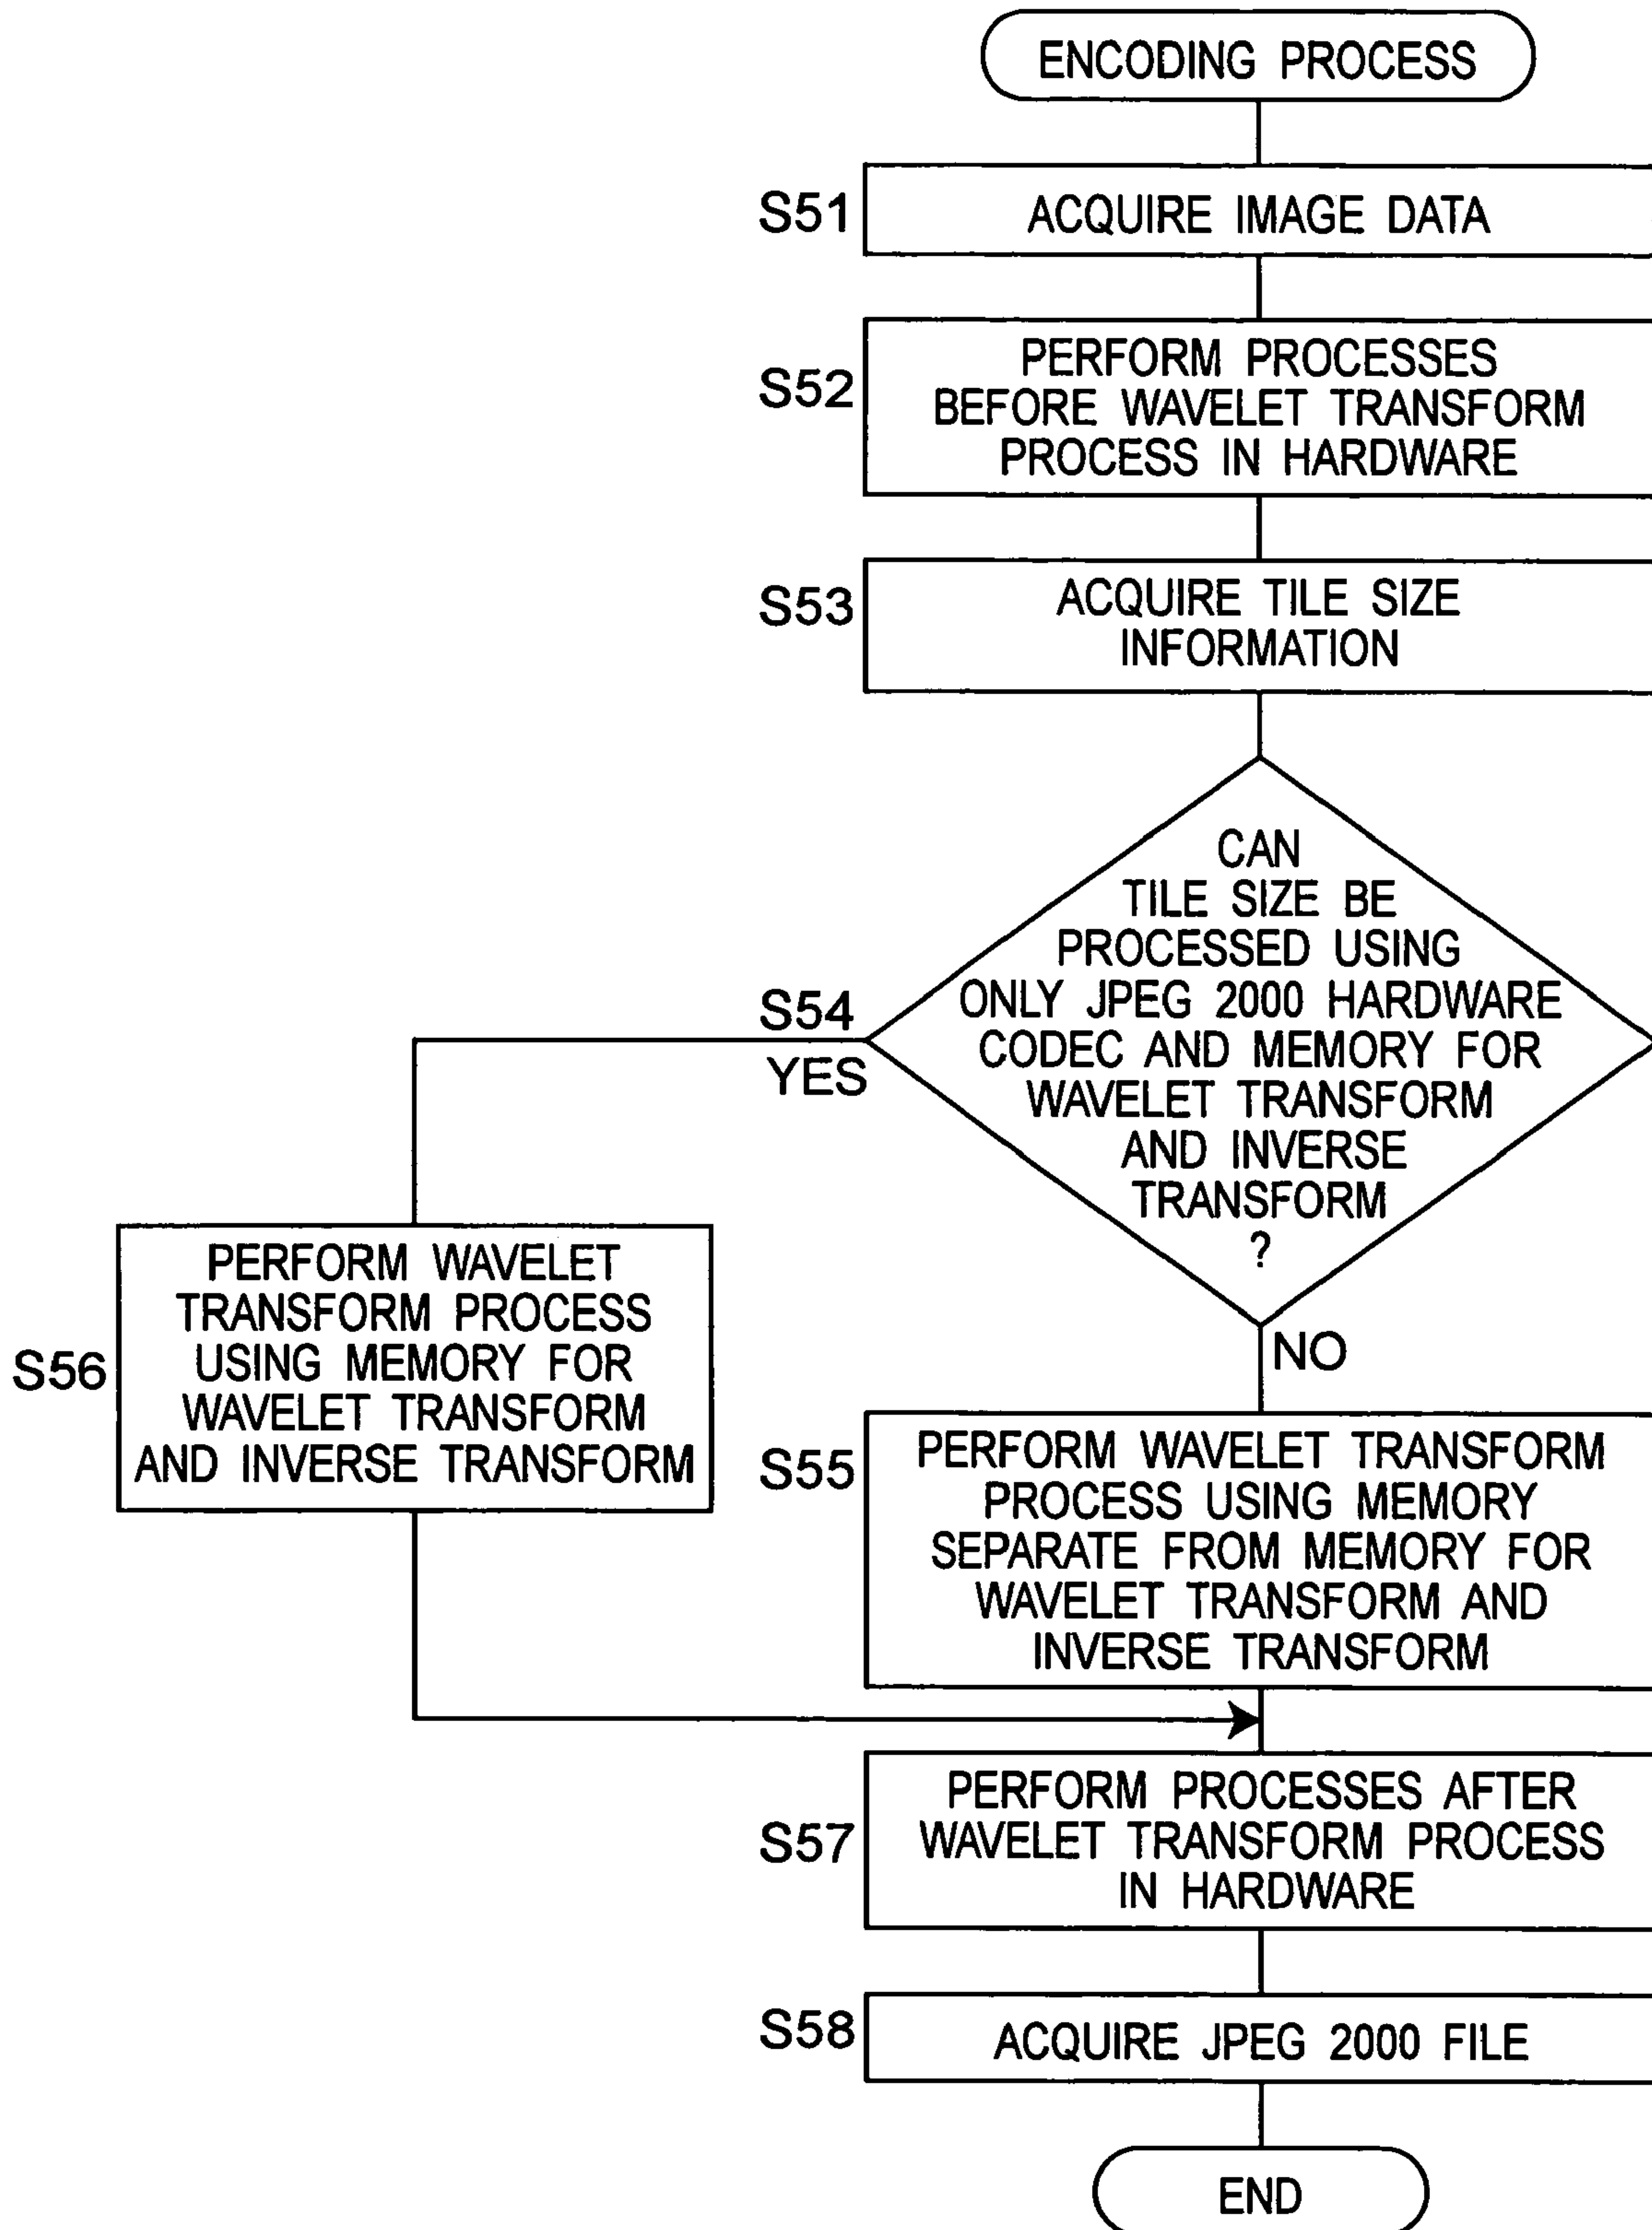 ENCODING PROCESS
S51
ACQUIRE IMAGE DATA
S52
PERFORM PROCESSES
BEFORE WAVELET TRANSFORM
PROCESS IN HARDWARE
S53
ACQUIRE TILE SIZE
INFORMATION
S54
YES
CAN
TILE SIZE BE
PROCESSED USING
ONLY JPEG 2000 HARDWARE
CODEC AND MEMORY FOR
WAVELET TRANSFORM
AND INVERSE
TRANSFORM
?
NO
S56
PERFORM WAVELET
TRANSFORM PROCESS
USING MEMORY FOR
WAVELET TRANSFORM
AND INVERSE TRANSFORM
S55
PERFORM WAVELET TRANSFORM
PROCESS USING MEMORY
SEPARATE FROM MEMORY FOR
WAVELET TRANSFORM AND
INVERSE TRANSFORM
S57
PERFORM PROCESSES AFTER
WAVELET TRANSFORM PROCESS
IN HARDWARE
S58
ACQUIRE JPEG 2000 FILE
END